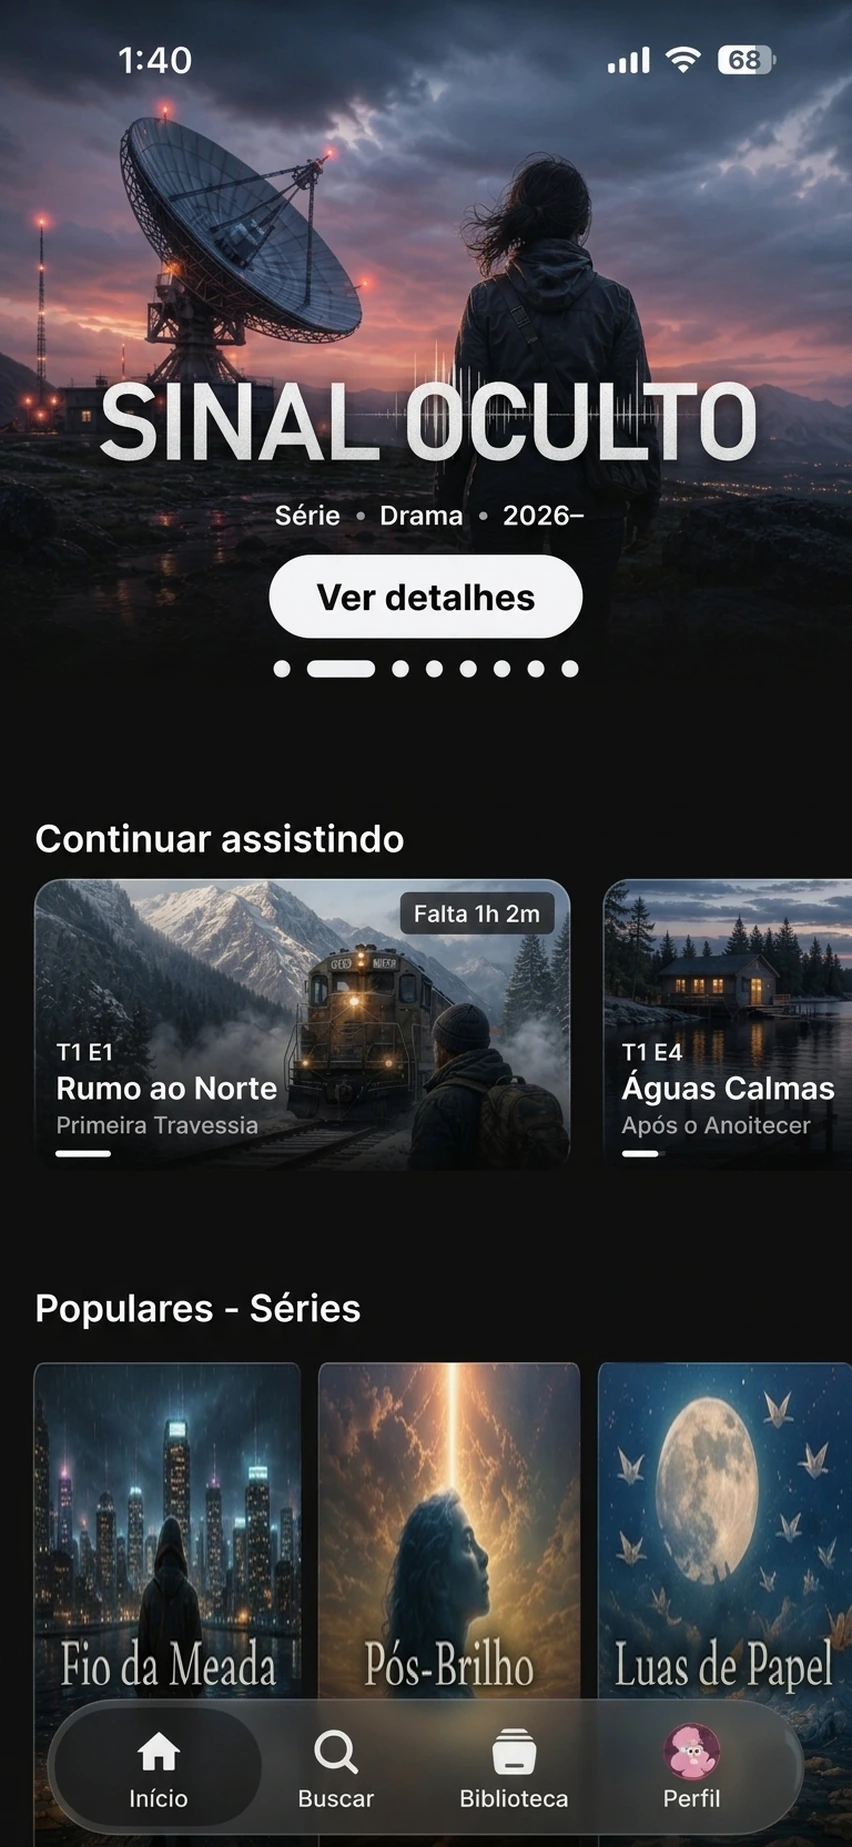 1:40
68
SINAL OCULTO
Série • Drama • 2026–
Ver detalhes
Continuar assistindo
Falta 1h 2m
T1 E1
Rumo ao Norte
Primeira Travessia
T1 E4
Águas Calmas
Após o Anoitecer
Populares - Séries
Fio da Meada
Pós-Brilho
Luas de Papel
Início
Buscar
Biblioteca
Perfil